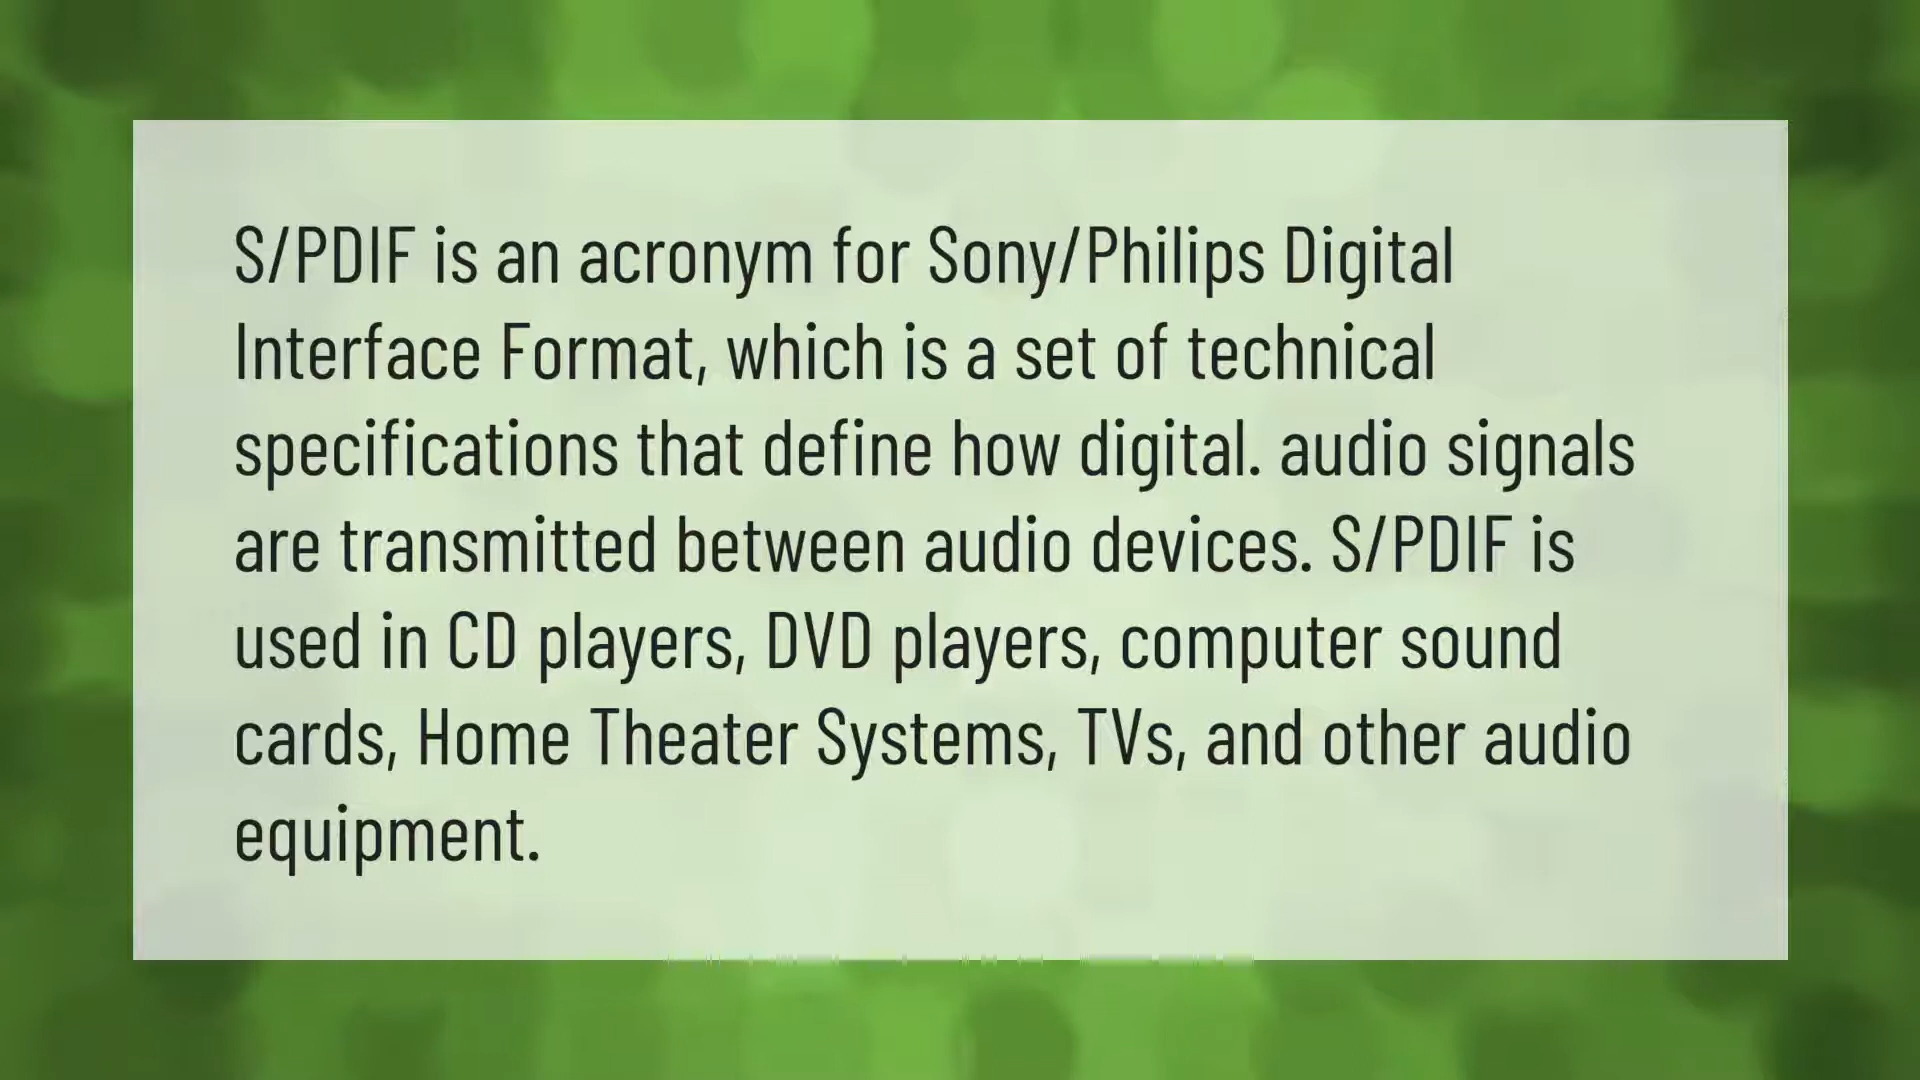 S/PDIF is an acronym for Sony/Philips Digital
Interface Format, which is a set of technical
specifications that define how digital. audio signals
are transmitted between audio devices. S/PDIF is
used in CD players, DVD players, computer sound
cards, Home Theater Systems, TVs, and other audio
equipment.